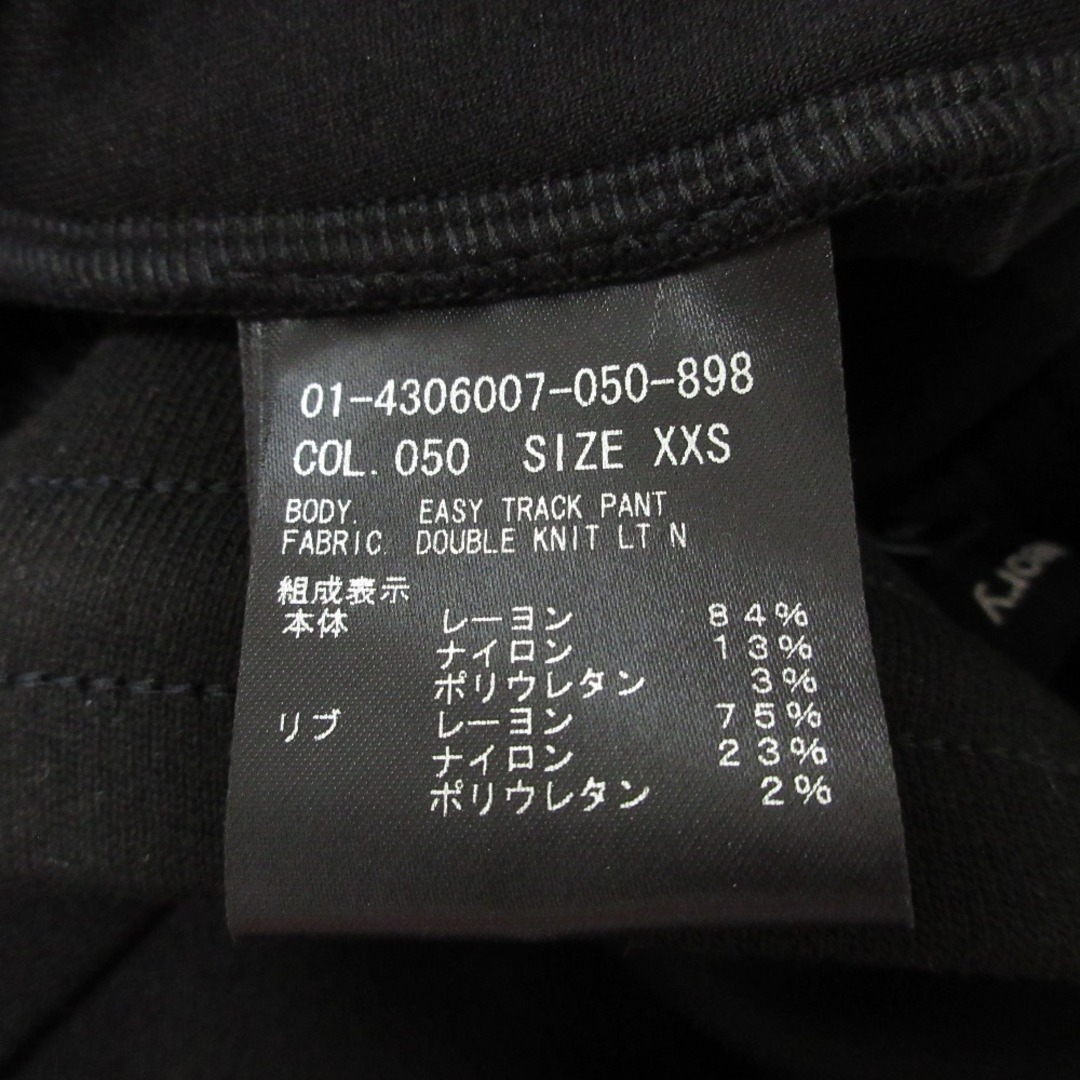 01-4306007-050-898
COL. 050 SIZE XXS
BODY. EASY TRACK PANT
FABRIC DOUBLE KNIT LT N
組成表示
本体 レーヨン 84%
ナイロン 13%
ポリウレタン 3%
リブ レーヨン 75%
ナイロン 23%
ポリウレタン 2%